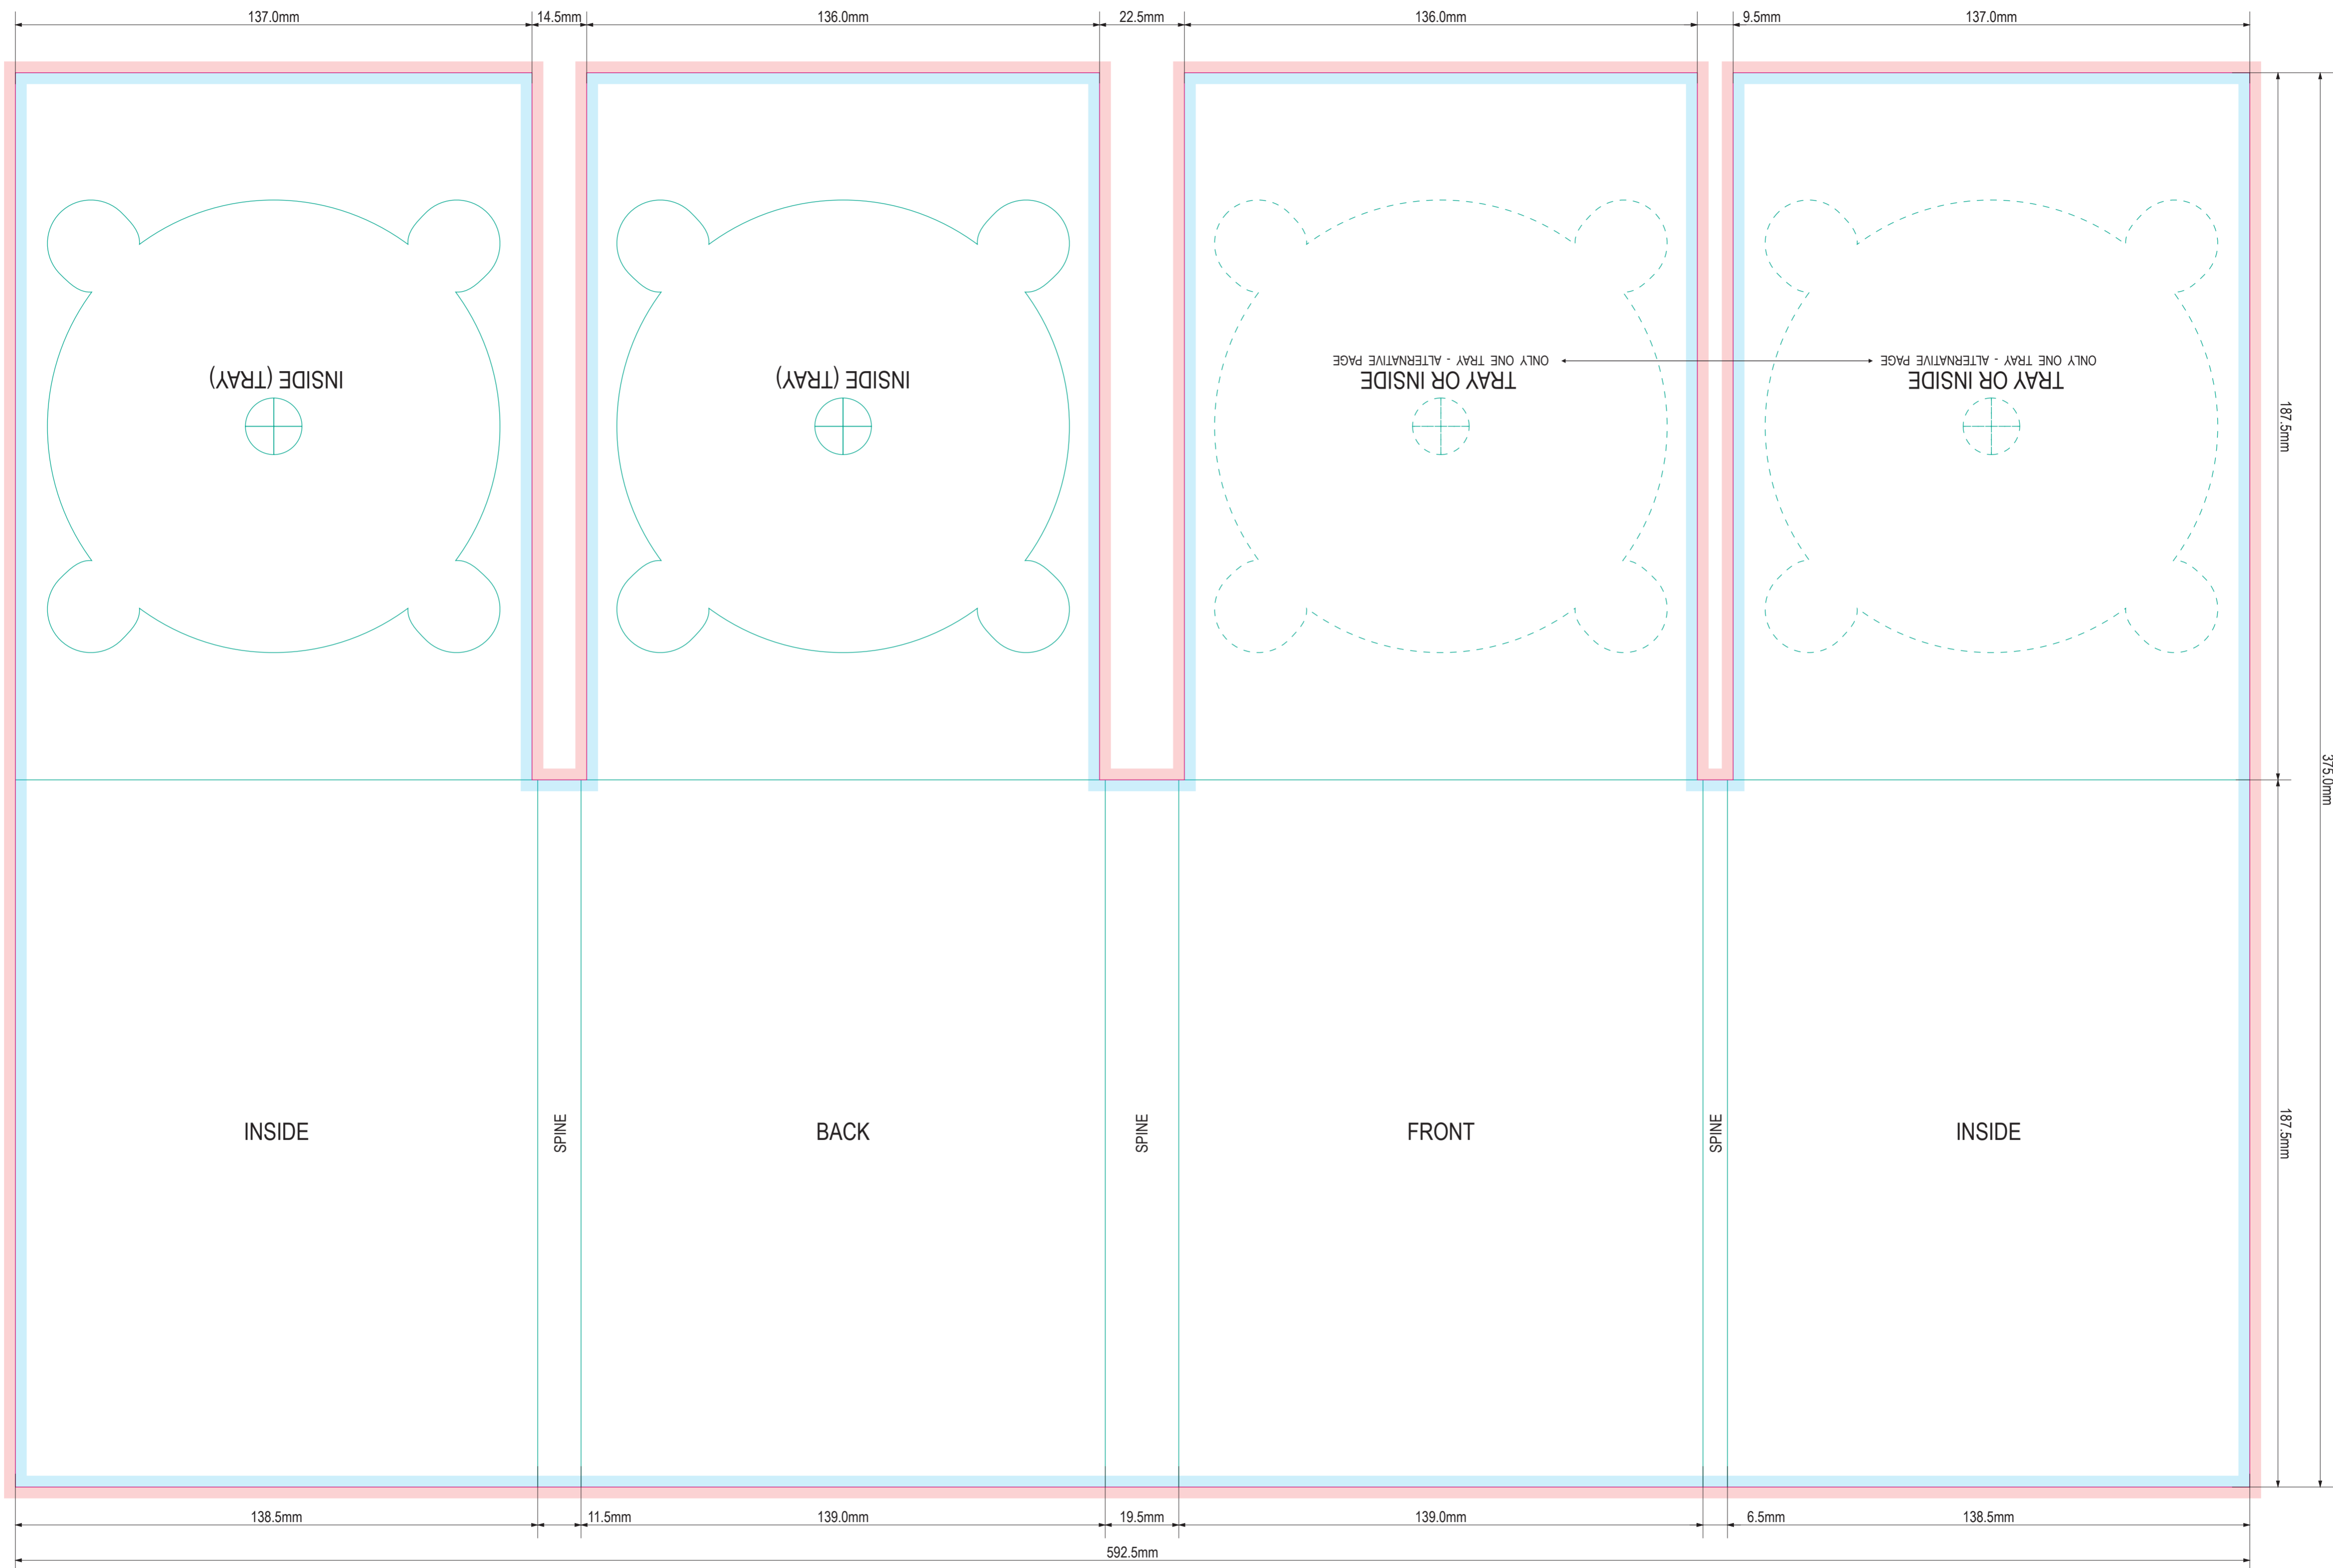 137.0mm
14.5mm
136.0mm
22.5mm
136.0mm
9.5mm
137.0mm
INSIDE (TRAY)
INSIDE (TRAY)
TRAY OR INSIDE
ONLY ONE TRAY - ALTERNATIVE PAGE
TRAY OR INSIDE
ONLY ONE TRAY - ALTERNATIVE PAGE
187.5mm
375.0mm
INSIDE
SPINE
BACK
SPINE
FRONT
SPINE
INSIDE
187.5mm
138.5mm
11.5mm
139.0mm
19.5mm
139.0mm
6.5mm
138.5mm
592.5mm